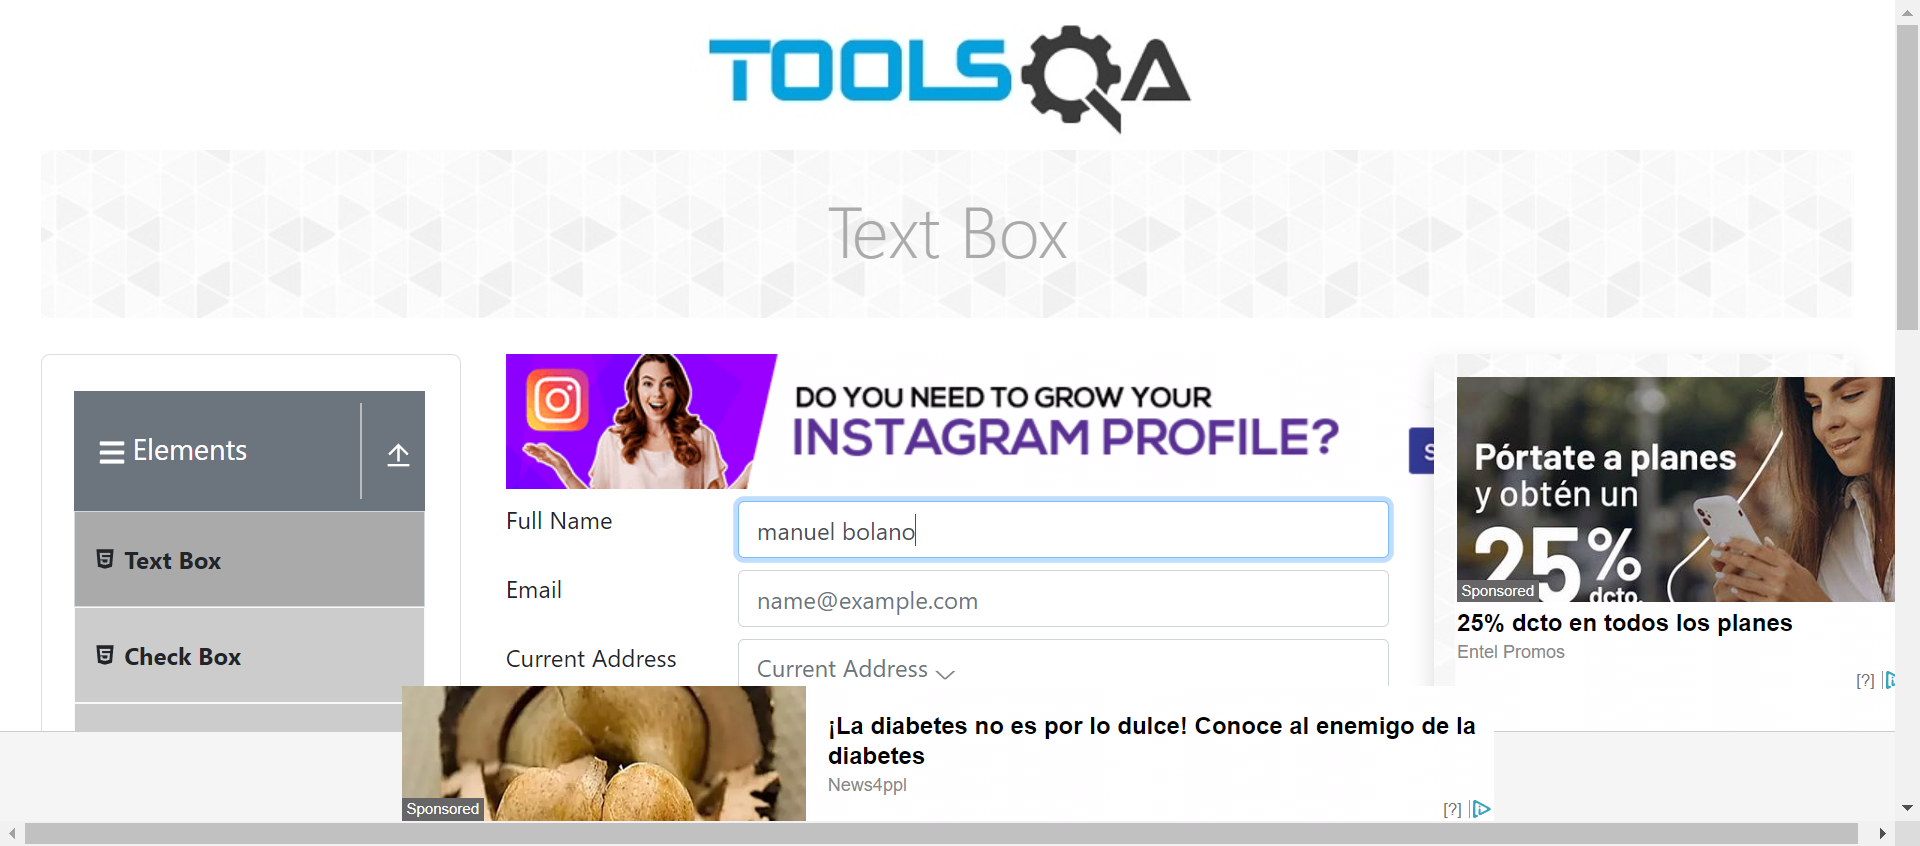 TOOLSQA
Text Box
Elements
Text Box
Check Box
DO YOU NEED TO GROW YOUR
INSTAGRAM PROFILE?
S
Full Name
manuel bolano
Email
name@example.com
Current Address
Current Address
Pórtate a planes
y obtén un
25%
dcto.
Sponsored
25% dcto en todos los planes
Entel Promos
[?]
Sponsored
¡La diabetes no es por lo dulce! Conoce al enemigo de la
diabetes
News4ppl
[?]